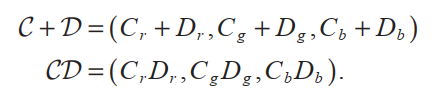 𝒞 + 𝒟 = (C_r + D_r, C_g + D_g, C_b + D_b)
𝒞𝒟 = (C_r D_r, C_g D_g, C_b D_b).